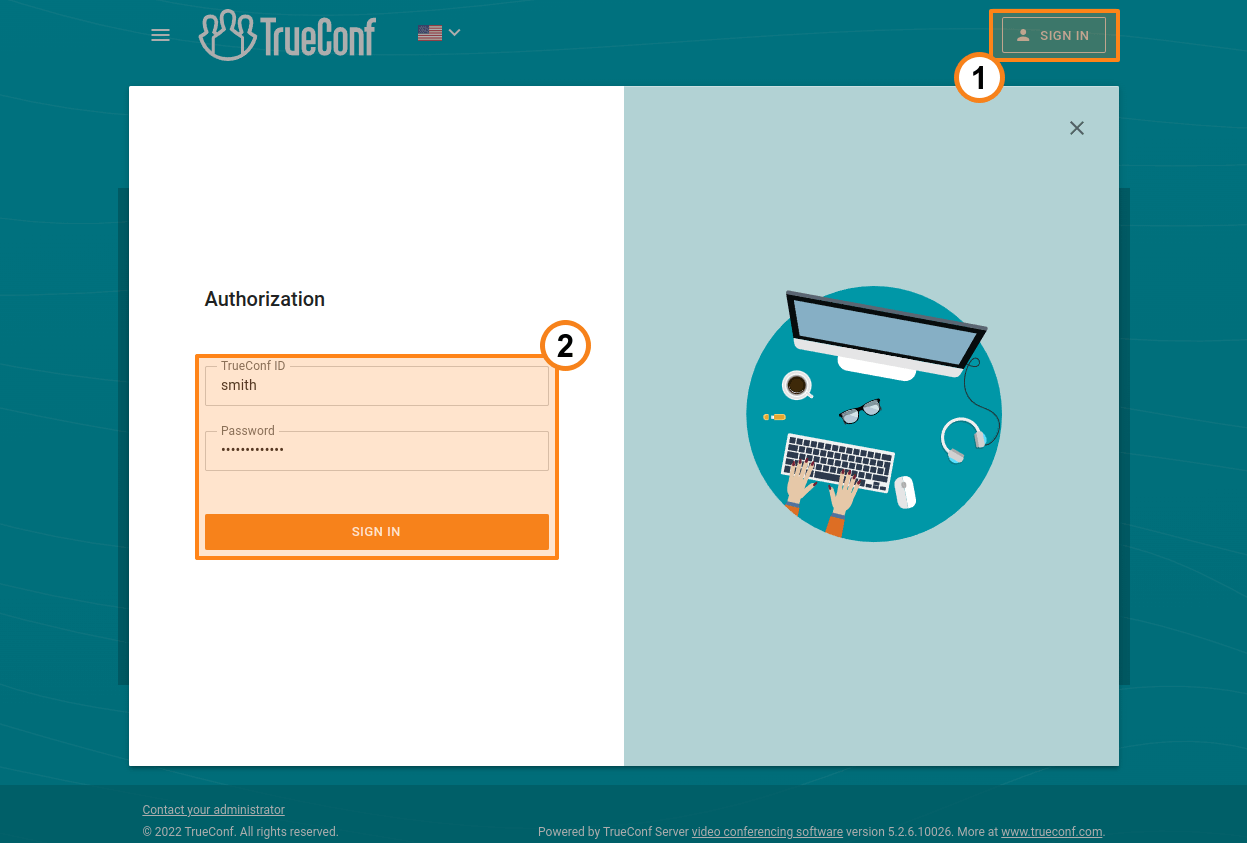 TrueConf
SIGN IN
1
Authorization
2
TrueConf ID
smith
Password
•••••••••••••
SIGN IN
Contact your administrator
© 2022 TrueConf. All rights reserved.
Powered by TrueConf Server video conferencing software version 5.2.6.10026. More at www.trueconf.com.